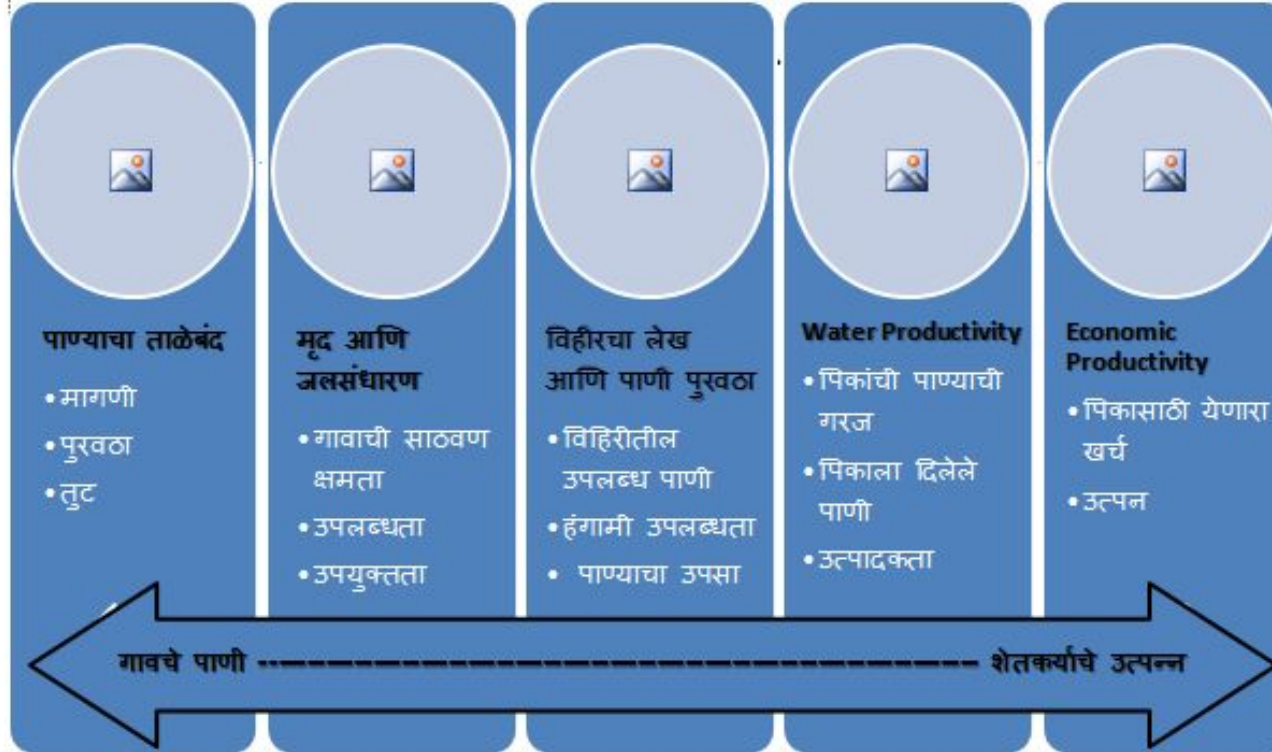 पाण्याचा ताळेबंद
•मागणी
•पुरवठा
•तुट
मृद आणि
जलसंधारण
•गावाची साठवण
क्षमता
•उपलब्धता
•उपयुक्तता
विहीरचा लेख
आणि पाणी पुरवठा
•विहिरीतील
उपलब्ध पाणी
•हंगामी उपलब्धता
• पाण्याचा उपसा
Water Productivity
•पिकांची पाण्याची
गरज
•पिकाला दिलेले
पाणी
•उत्पादकता
Economic
Productivity
•पिकासाठी येणारा
खर्च
•उत्पन
गावचे पाणी ------------------------------ शेतकर्याचे उत्पन्न